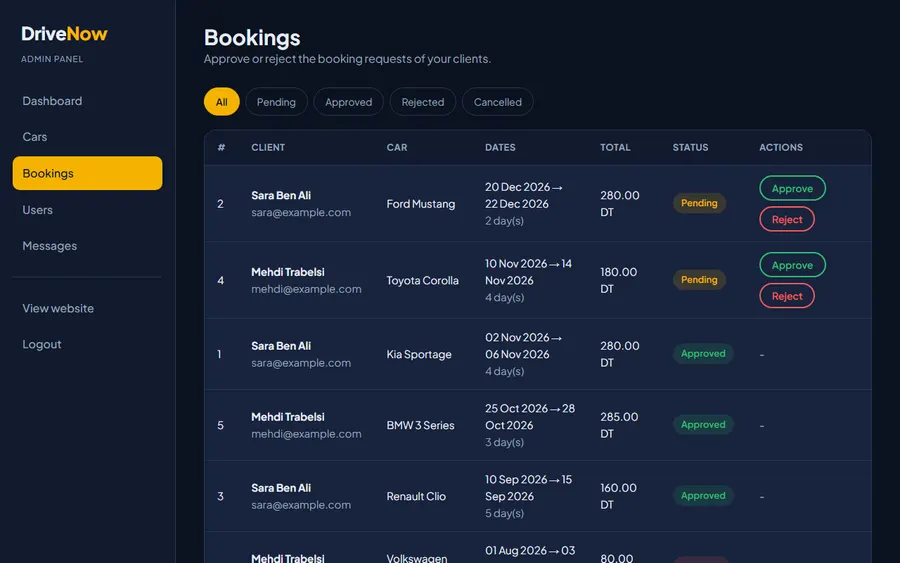 DriveNow
ADMIN PANEL
Dashboard
Cars
Bookings
Users
Messages
View website
Logout
Bookings
Approve or reject the booking requests of your clients.
All Pending Approved Rejected Cancelled
# CLIENT CAR DATES TOTAL STATUS ACTIONS
2 Sara Ben Ali sara@example.com Ford Mustang 20 Dec 2026 → 22 Dec 2026 2 day(s) 280.00 DT Pending Approve Reject
4 Mehdi Trabelsi mehdi@example.com Toyota Corolla 10 Nov 2026 → 14 Nov 2026 4 day(s) 180.00 DT Pending Approve Reject
1 Sara Ben Ali sara@example.com Kia Sportage 02 Nov 2026 → 06 Nov 2026 4 day(s) 280.00 DT Approved -
5 Mehdi Trabelsi mehdi@example.com BMW 3 Series 25 Oct 2026 → 28 Oct 2026 3 day(s) 285.00 DT Approved -
3 Sara Ben Ali sara@example.com Renault Clio 10 Sep 2026 → 15 Sep 2026 5 day(s) 160.00 DT Approved -
Mehdi Trabelsi Volkswagen 01 Aug 2026 → 03 80.00